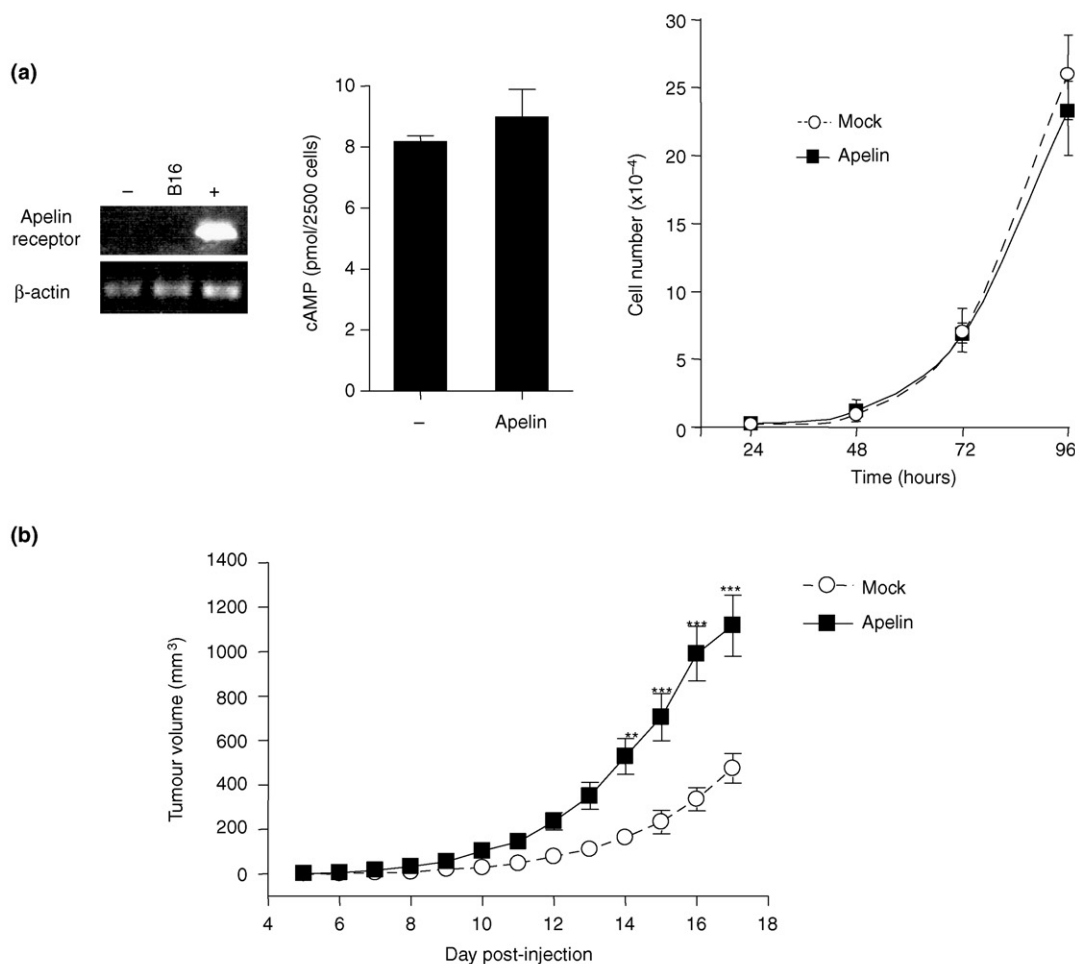 (a)
– B16 +
Apelin
receptor
β-actin
cAMP (pmol/2500 cells)
10
8
6
4
2
0
– Apelin
Cell number (x10⁻⁴)
30
25
20
15
10
5
0
Mock
Apelin
24 48 72 96
Time (hours)
(b)
Tumour volume (mm³)
1400
1200
1000
800
600
400
200
0
** *** *** ***
Mock
Apelin
4 6 8 10 12 14 16 18
Day post-injection